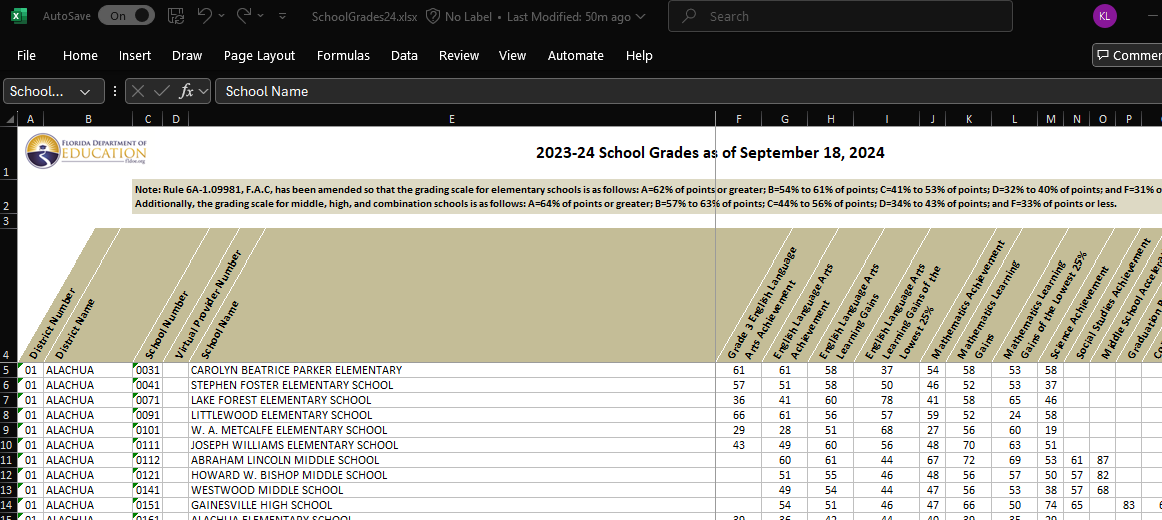 AutoSave On SchoolGrades24.xlsx No Label • Last Modified: 50m ago Search KL
File Home Insert Draw Page Layout Formulas Data Review View Automate Help Commen
School... fx School Name
A B C D E F G H I J K L M N O P
FLORIDA DEPARTMENT OF
EDUCATION
fldoe.org
1 2023-24 School Grades as of September 18, 2024
Note: Rule 6A-1.09981, F.A.C, has been amended so that the grading scale for elementary schools is as follows: A=62% of points or greater; B=54% to 61% of points; C=41% to 53% of points; D=32% to 40% of points; and F=31% o
2 Additionally, the grading scale for middle, high, and combination schools is as follows: A=64% of points or greater; B=57% to 63% of points; C=44% to 56% of points; D=34% to 43% of points; and F=33% of points or less.
3
4
District Number
District Name
School Number
Virtual Provider Number
School Name
Grade 3 English Language
Arts Achievement
English Language Arts
Achievement
English Language Arts
Learning Gains
English Language Arts
Learning Gains of the
Lowest 25%
Mathematics Achievement
Mathematics Learning
Gains
Mathematics Learning
Gains of the Lowest 25%
Science Achievement
Social Studies Achievement
Middle School Acceler
Graduation
5 01 ALACHUA 0031 CAROLYN BEATRICE PARKER ELEMENTARY 61 61 58 37 54 58 53 58
6 01 ALACHUA 0041 STEPHEN FOSTER ELEMENTARY SCHOOL 57 51 58 50 46 52 53 37
7 01 ALACHUA 0071 LAKE FOREST ELEMENTARY SCHOOL 36 41 60 78 41 58 65 46
8 01 ALACHUA 0091 LITTLEWOOD ELEMENTARY SCHOOL 66 61 56 57 59 52 24 58
9 01 ALACHUA 0101 W. A. METCALFE ELEMENTARY SCHOOL 29 28 51 68 27 56 60 19
10 01 ALACHUA 0111 JOSEPH WILLIAMS ELEMENTARY SCHOOL 43 49 60 56 48 70 63 51
11 01 ALACHUA 0112 ABRAHAM LINCOLN MIDDLE SCHOOL 60 61 44 67 72 69 53 61 87
12 01 ALACHUA 0121 HOWARD W. BISHOP MIDDLE SCHOOL 51 55 46 48 56 57 50 57 82
13 01 ALACHUA 0141 WESTWOOD MIDDLE SCHOOL 49 54 44 47 56 53 38 57 68
14 01 ALACHUA 0151 GAINESVILLE HIGH SCHOOL 54 51 46 47 66 50 74 65 83
15 01 ALACHUA 0161 ALACHUA ELEMENTARY SCHOOL